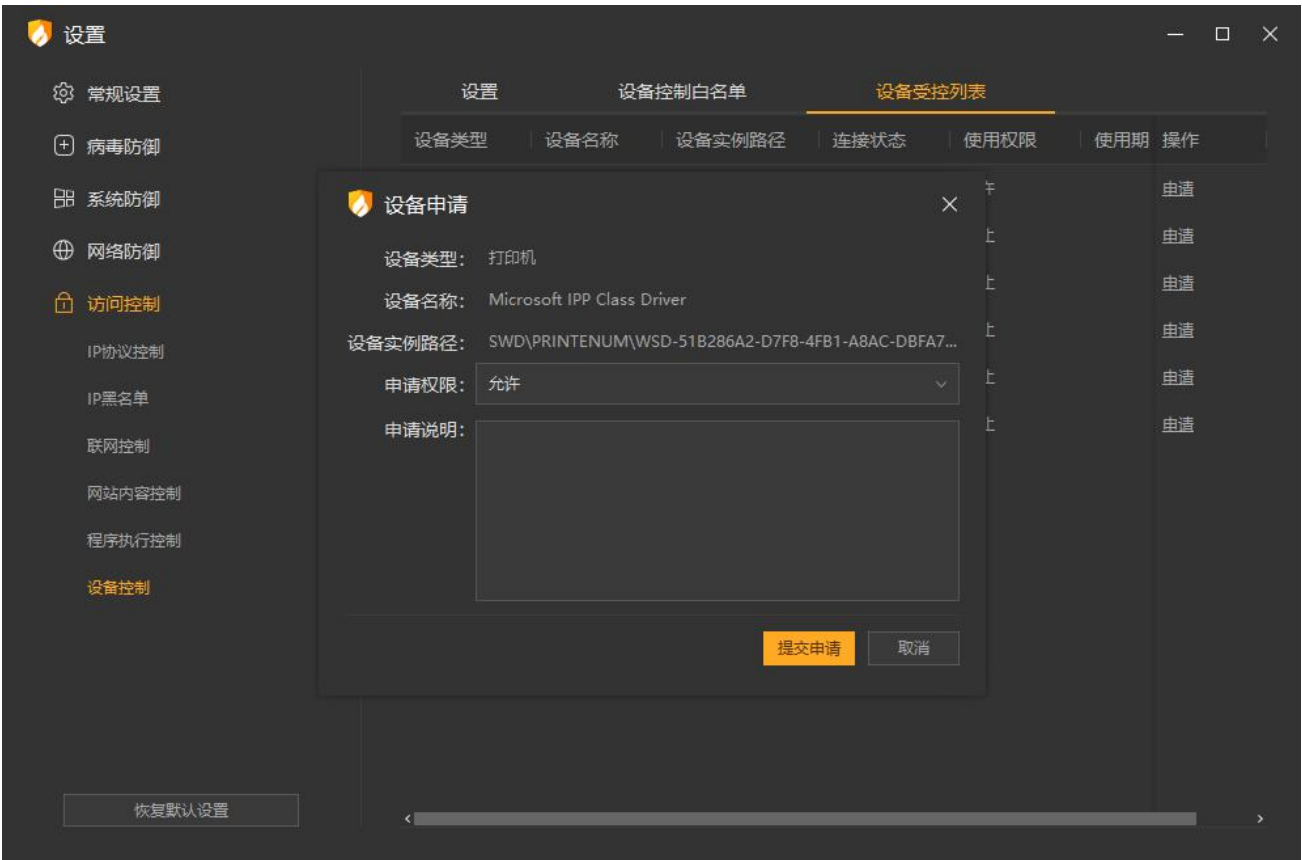 设置
常规设置
病毒防御
系统防御
网络防御
访问控制
IP协议控制
IP黑名单
联网控制
网站内容控制
程序执行控制
设备控制
恢复默认设置
设置 设备控制白名单 设备受控列表
设备类型 设备名称 设备实例路径 连接状态 使用权限 使用期 操作
申请
申请
申请
申请
申请
申请
设备申请
设备类型： 打印机
设备名称： Microsoft IPP Class Driver
设备实例路径： SWD\PRINTENUM\WSD-51B286A2-D7F8-4FB1-A8AC-DBFA7...
申请权限： 允许
申请说明：
提交申请 取消